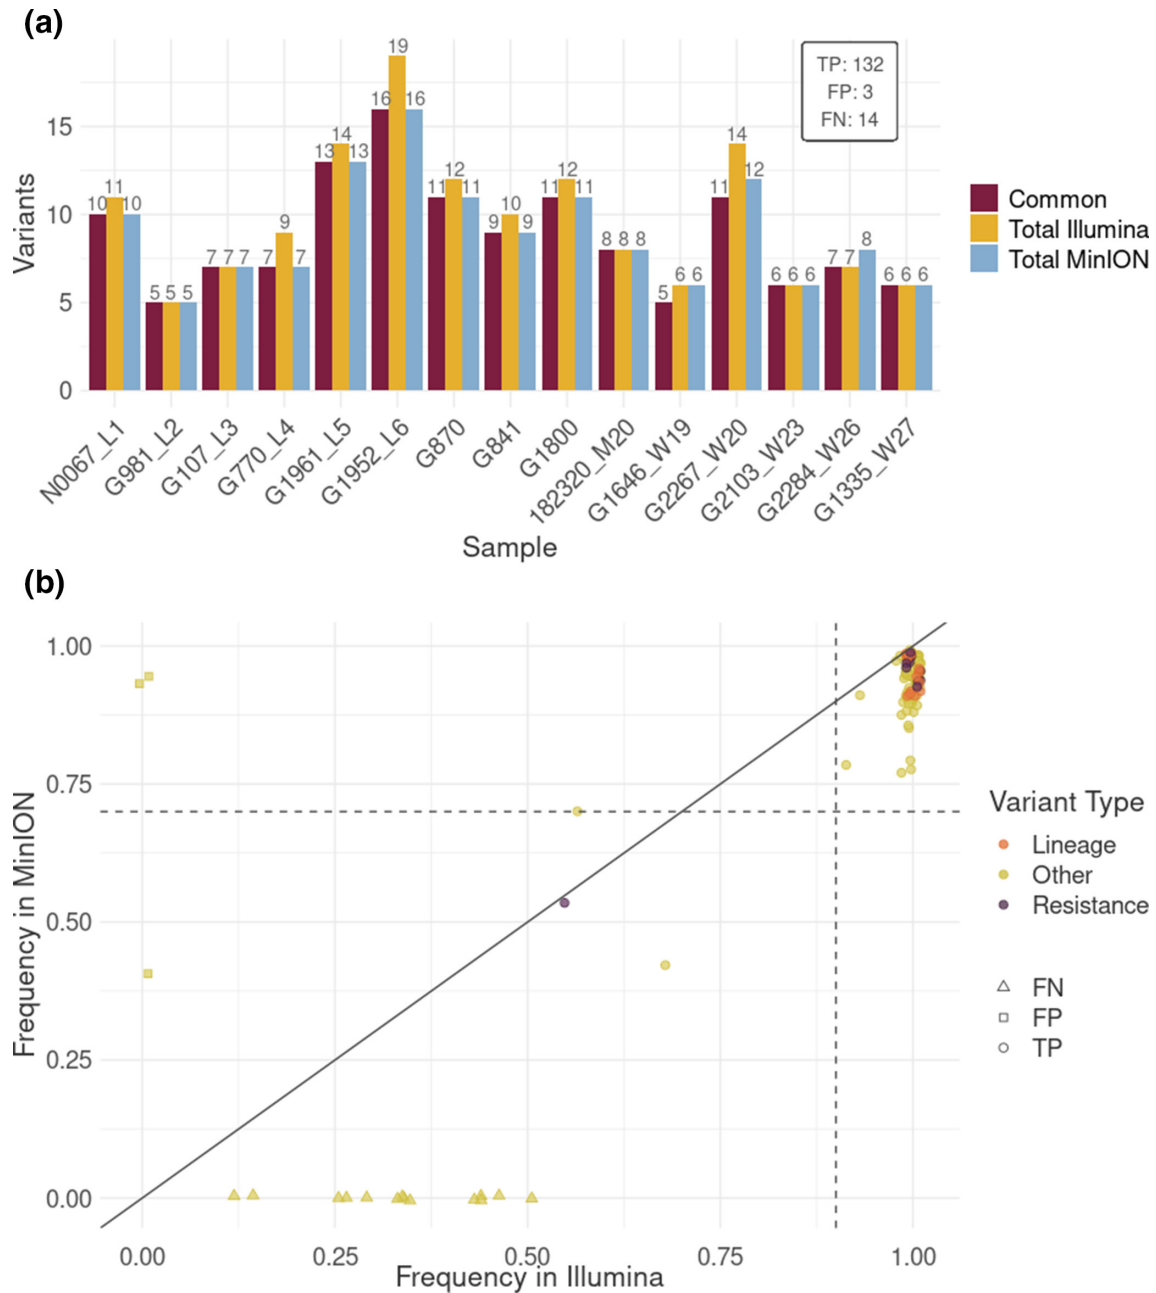 (a)
19
16 16
15
14 14
13 13
12 12 12
11 11 11 11 11 11
10 10 10
9 9 9
8 8 8 8
7 7 7 7 7 7 7
6 6 6 6 6 6 6 6
5 5 5 5
TP: 132
FP: 3
FN: 14
Variants
15
10
5
0
N0067_L1
G981_L2
G107_L3
G770_L4
G1961_L5
G1952_L6
G870
G841
G1800
182320_M20
G1646_W19
G2267_W20
G2103_W23
G2284_W26
G1335_W27
Sample
Common
Total Illumina
Total MinION
(b)
1.00
0.75
0.50
0.25
0.00
Frequency in MinION
0.00 0.25 0.50 0.75 1.00
Frequency in Illumina
Variant Type
Lineage
Other
Resistance
FN
FP
TP